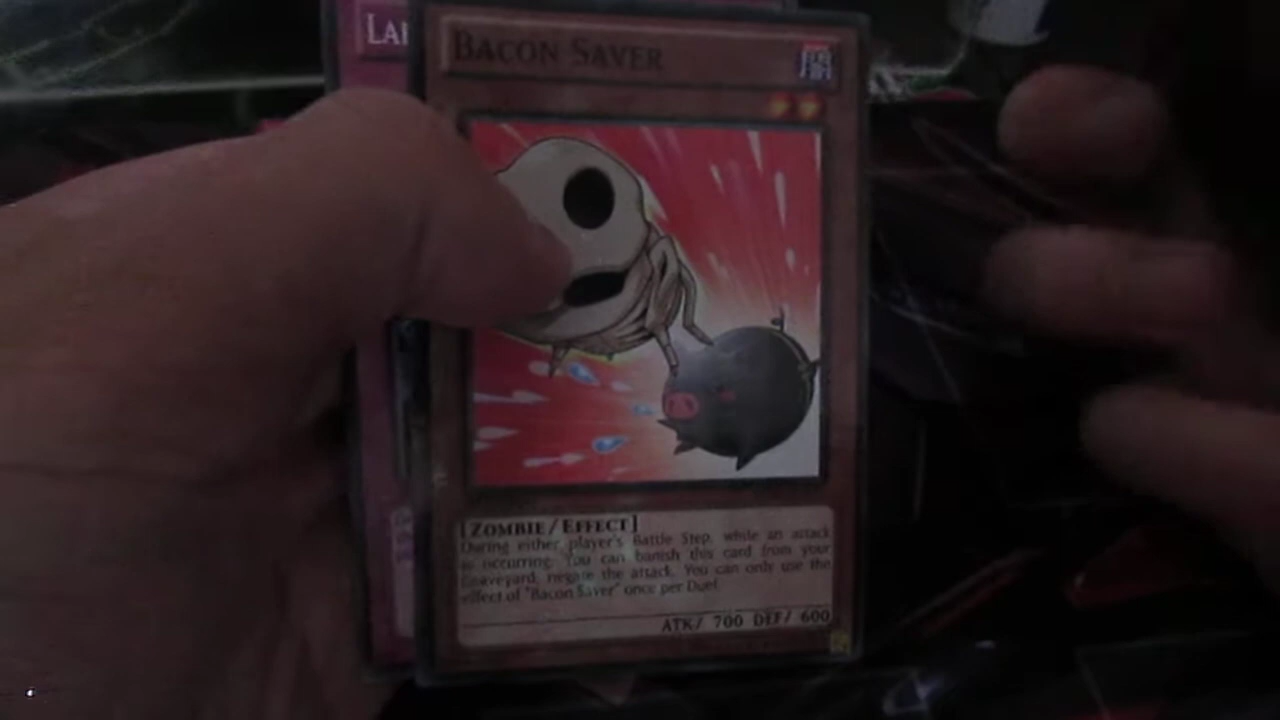 LAI
BACON SAVER
[ZOMBIE/EFFECT]
During either player's Battle Step, while an attack
is occurring: You can banish this card from your
Graveyard; negate the attack. You can only use the
effect of "Bacon Saver" once per Duel.
ATK/ 700 DEF/ 600